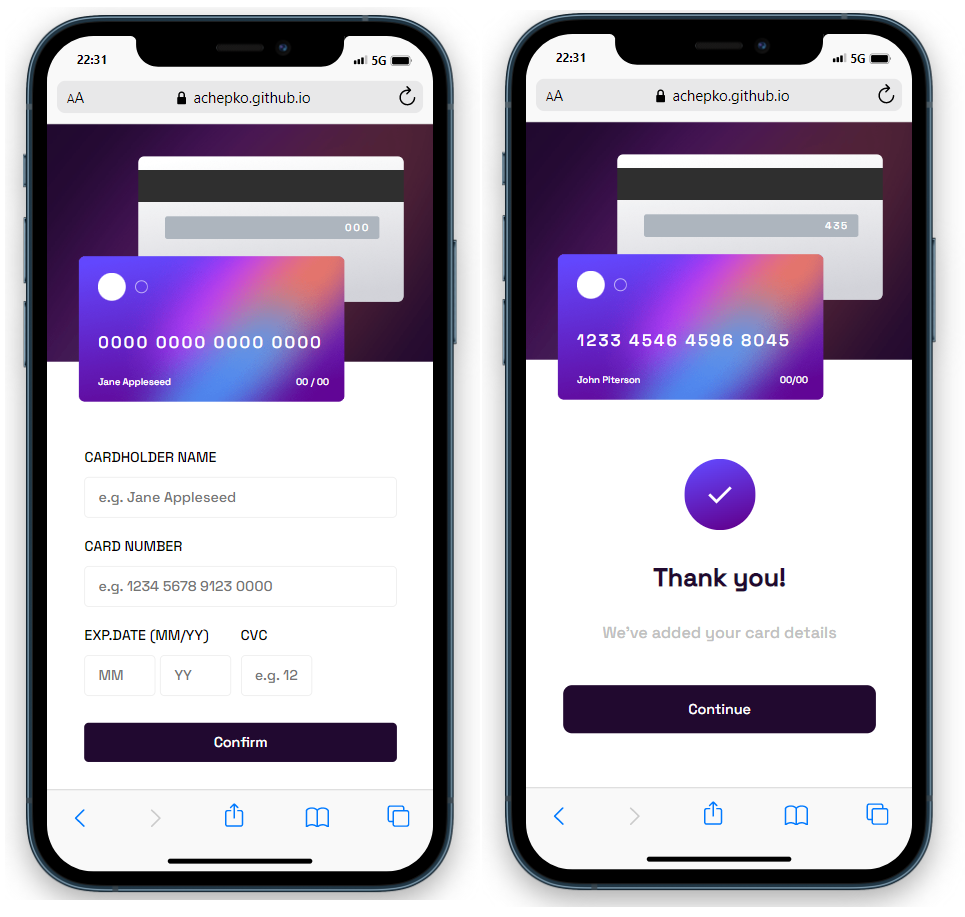 22:31
5G
AA
achepko.github.io
000
0000 0000 0000 0000
Jane Appleseed
00 / 00
CARDHOLDER NAME
e.g. Jane Appleseed
CARD NUMBER
e.g. 1234 5678 9123 0000
EXP.DATE (MM/YY)
CVC
MM
YY
e.g. 12
Confirm
22:31
5G
AA
achepko.github.io
435
1233 4546 4596 8045
John Piterson
00/00
Thank you!
We've added your card details
Continue